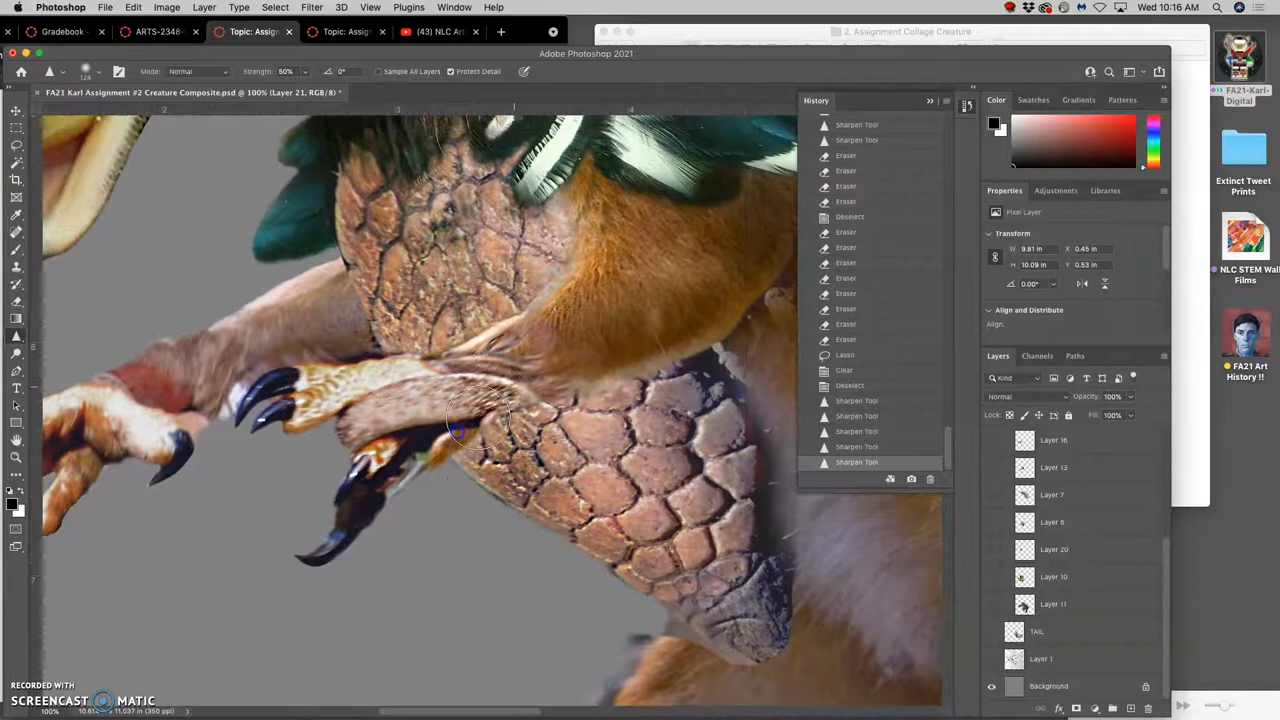 Photoshop File Edit Image Layer Type Select Filter 3D View Plugins Window Help
Wed 10:16 AM
Gradebook
ARTS-2348-
Topic: Assign
Topic: Assign
(43) NLC Art
2. Assignment Collage Creature
Adobe Photoshop 2021
124 Mode: Normal Strength: 50% 0° Sample All Layers Protect Detail
FA21 Karl Assignment #2 Creature Composite.psd @ 100% (Layer 21, RGB/8) *
2 3 4
6
7
History
Sharpen Tool
Sharpen Tool
Eraser
Eraser
Eraser
Eraser
Deselect
Eraser
Eraser
Eraser
Eraser
Eraser
Eraser
Eraser
Eraser
Lasso
Clear
Deselect
Sharpen Tool
Sharpen Tool
Sharpen Tool
Sharpen Tool
Sharpen Tool
Color Swatches Gradients Patterns
Properties Adjustments Libraries
Pixel Layer
Transform
W 9.81 in X 0.45 in
H 10.09 in Y 0.53 in
0.00°
Align and Distribute
Align:
Layers Channels Paths
Kind
Normal Opacity: 100%
Lock: Fill: 100%
Layer 16
Layer 13
Layer 7
Layer 8
Layer 20
Layer 10
Layer 11
TAIL
Layer 1
Background
FA21-Karl-
Digital
Extinct Tweet
Prints
NLC STEM Wall
Films
FA21 Art
History !!
RECORDED WITH
SCREENCAST MATIC
100%